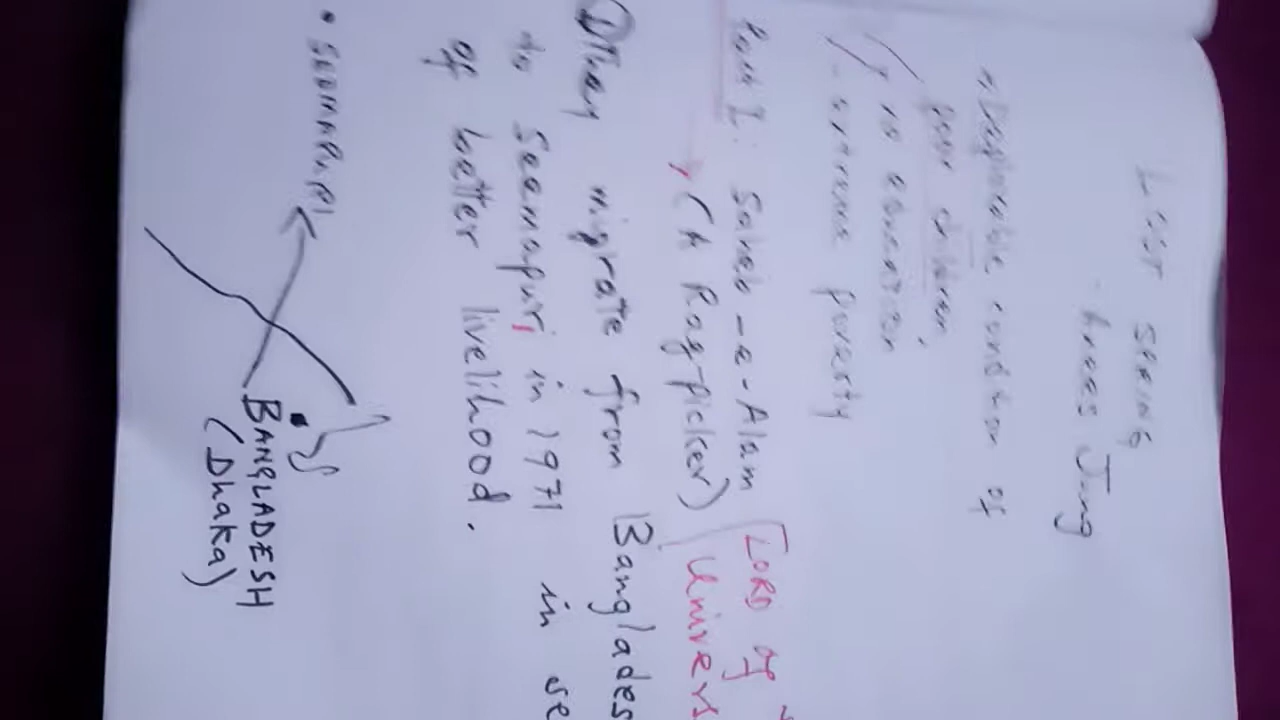 LOST SPRING
- Anees Jung
Deplorable condition of
poor children
no education
- extreme poverty
Part I: Saheb-e-Alam [LORD OF
(A Rag-picker) Univers
① They migrate from Banglades
to Seemapuri in 1971 in se
of better livelihood.
• SEEMAPURI
BANGLADESH
(Dhaka)